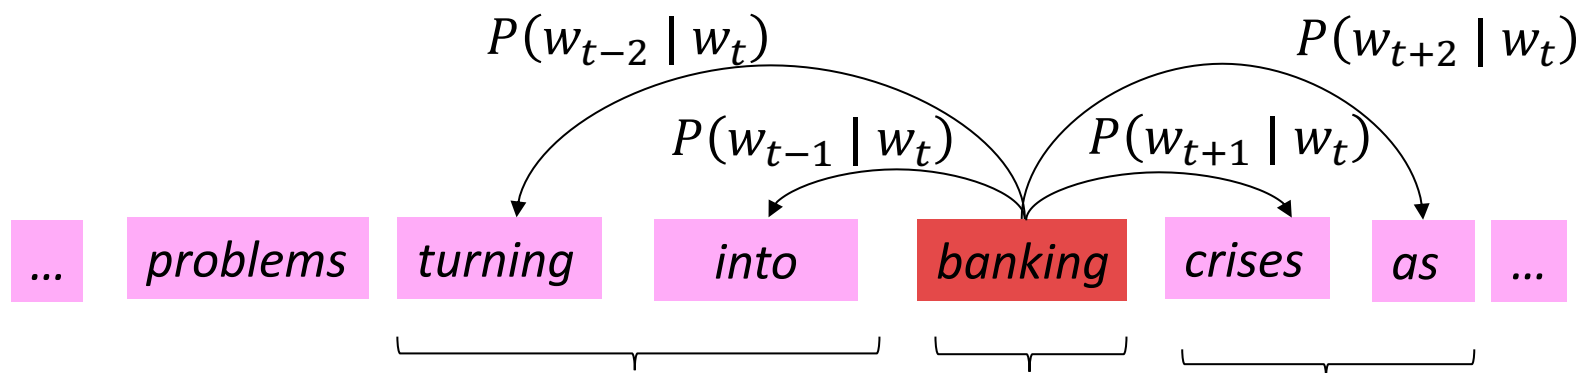 P(w_{t−2} | w_t) P(w_{t+2} | w_t)
P(w_{t−1} | w_t) P(w_{t+1} | w_t)
... problems turning into banking crises as ...